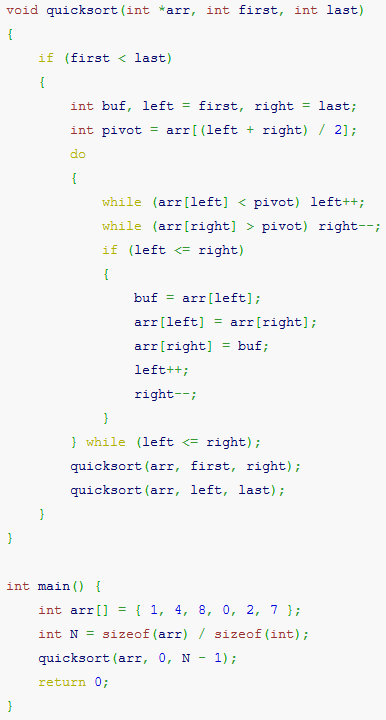 void quicksort(int *arr, int first, int last)
{
    if (first < last)
    {
        int buf, left = first, right = last;
        int pivot = arr[(left + right) / 2];
        do
        {
            while (arr[left] < pivot) left++;
            while (arr[right] > pivot) right--;
            if (left <= right)
            {
                buf = arr[left];
                arr[left] = arr[right];
                arr[right] = buf;
                left++;
                right--;
            }
        } while (left <= right);
        quicksort(arr, first, right);
        quicksort(arr, left, last);
    }
}

int main() {
    int arr[] = { 1, 4, 8, 0, 2, 7 };
    int N = sizeof(arr) / sizeof(int);
    quicksort(arr, 0, N - 1);
    return 0;
}